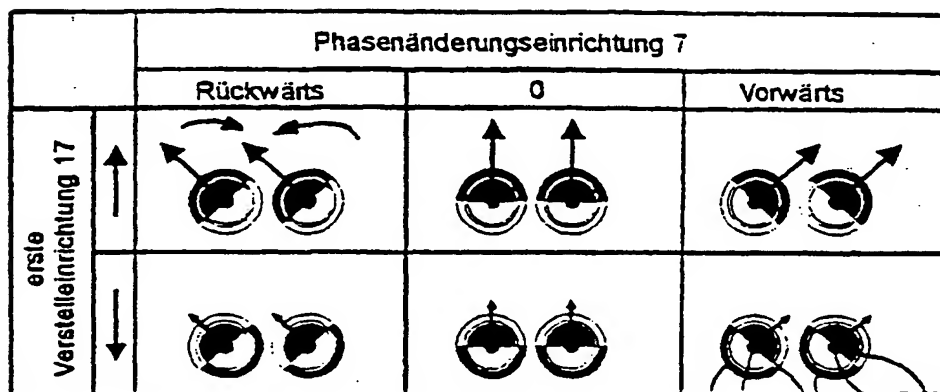 Phasenänderungseinrichtung 7
Rückwärts 0 Vorwärts
erste
Verstelleinrichtung 17